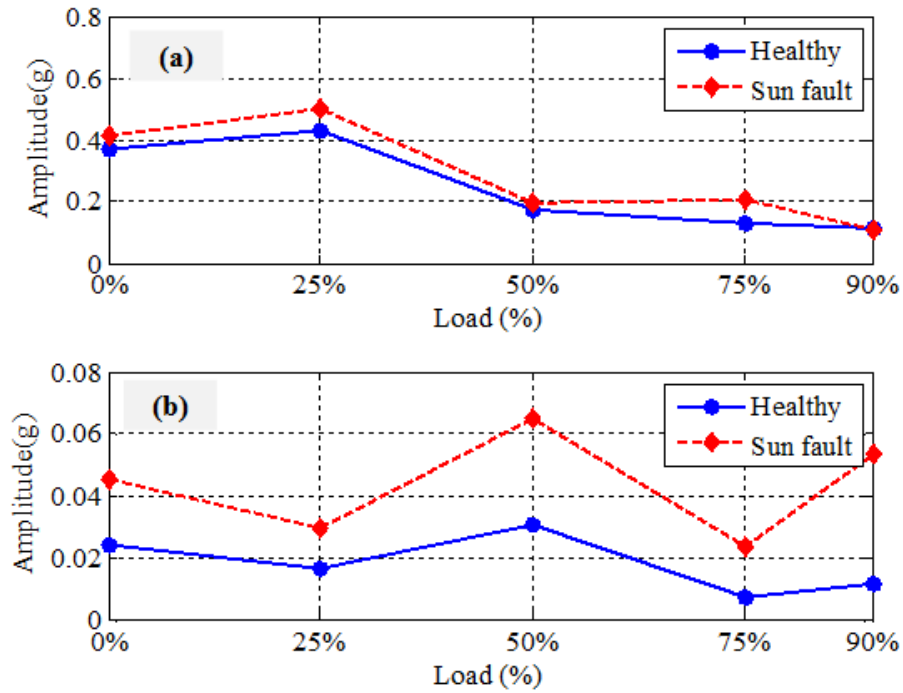 (a)
Healthy
Sun fault
Amplitude(g)
0.8
0.6
0.4
0.2
0
0% 25% 50% 75% 90%
Load (%)
(b)
Healthy
Sun fault
Amplitude(g)
0.08
0.06
0.04
0.02
0
0% 25% 50% 75% 90%
Load (%)